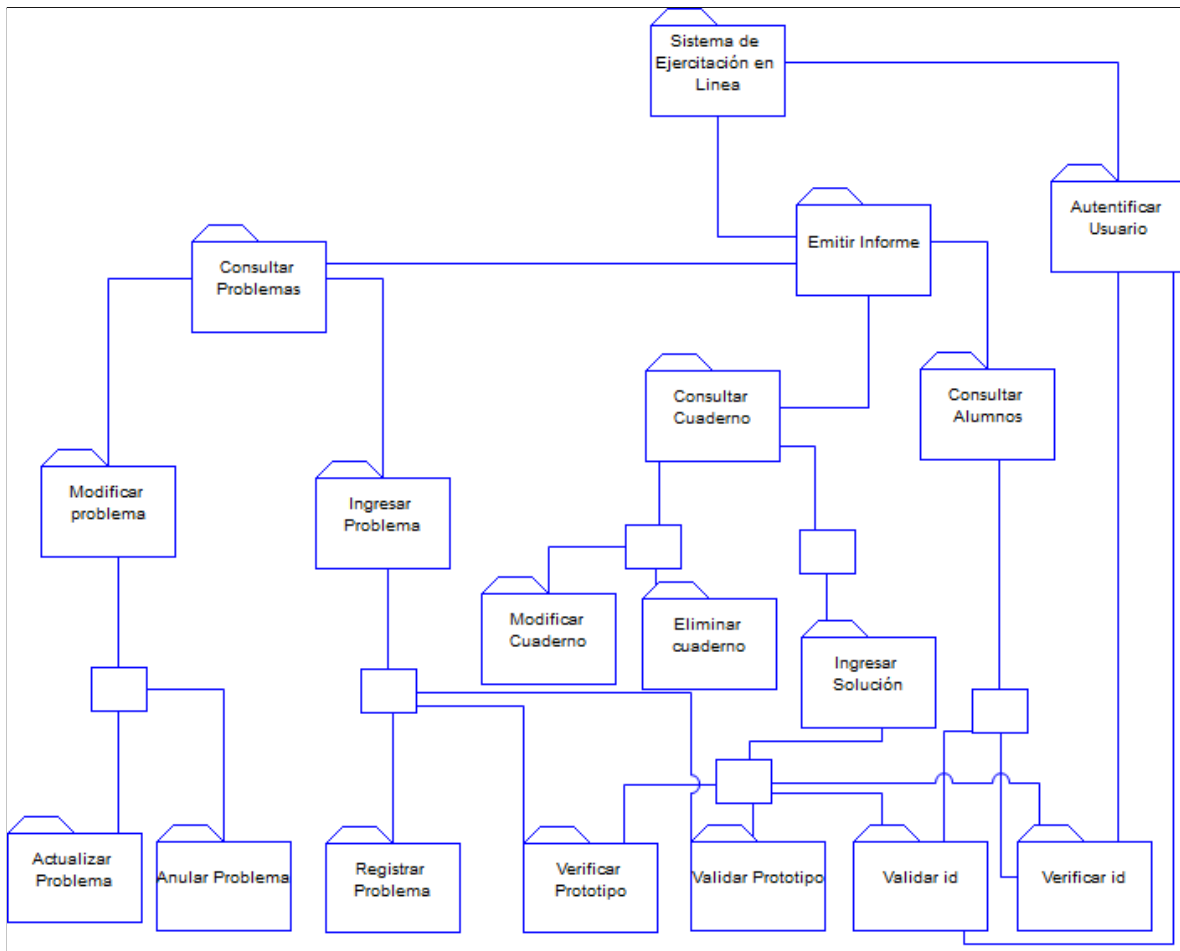 Sistema de
Ejercitación en
Linea
Autentificar
Usuario
Emitir Informe
Consultar
Problemas
Consultar
Cuaderno
Consultar
Alumnos
Modificar
problema
Ingresar
Problema
Modificar
Cuaderno
Eliminar
cuaderno
Ingresar
Solución
Actualizar
Problema
Anular Problema
Registrar
Problema
Verificar
Prototipo
Validar Prototipo
Validar id
Verificar id